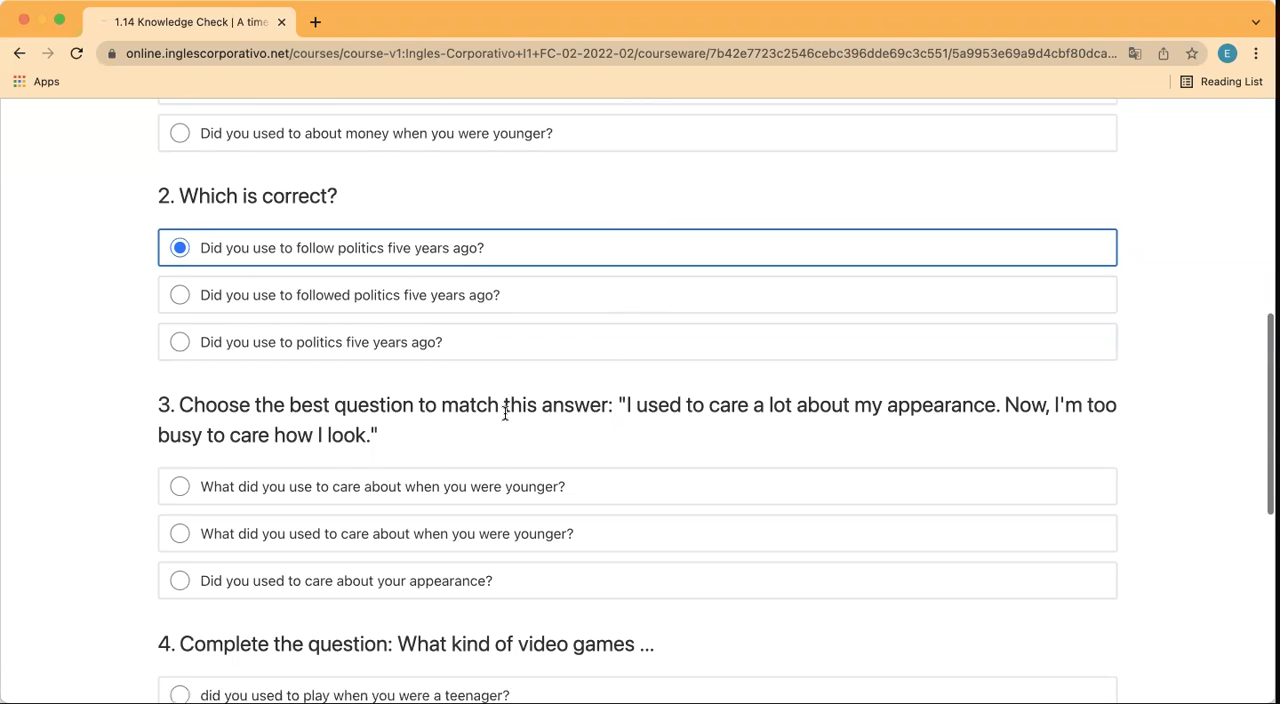 1.14 Knowledge Check | A time
online.inglescorporativo.net/courses/course-v1:Ingles-Corporativo+I1+FC-02-2022-02/courseware/7b42e7723c2546cebc396dde69c3c551/5a9953e69a9d4cbf80dca...
E
Apps
Reading List
Did you used to about money when you were younger?
2. Which is correct?
Did you use to follow politics five years ago?
Did you use to followed politics five years ago?
Did you use to politics five years ago?
3. Choose the best question to match this answer: "I used to care a lot about my appearance. Now, I'm too
busy to care how I look."
What did you use to care about when you were younger?
What did you used to care about when you were younger?
Did you used to care about your appearance?
4. Complete the question: What kind of video games ...
did you used to play when you were a teenager?